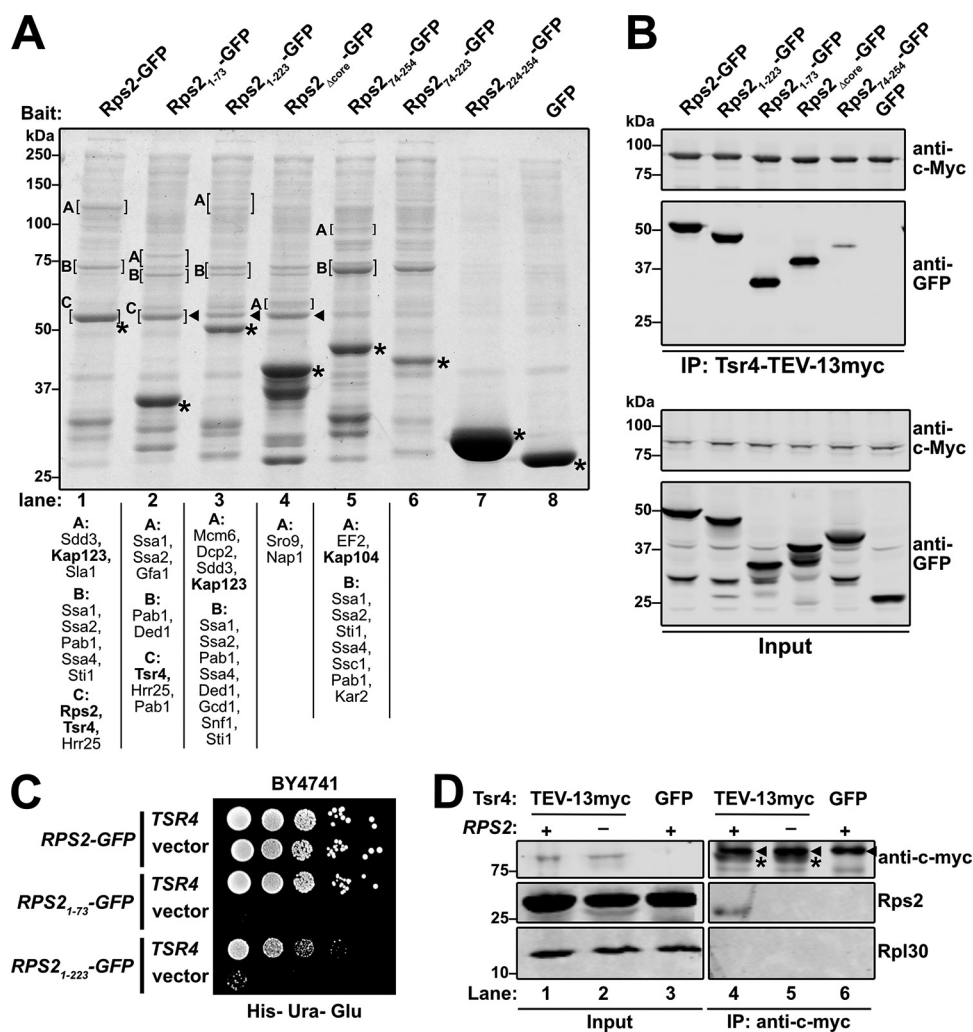 A
Bait:
Rps2-GFP
Rps2₁₋₇₃-GFP
Rps2₁₋₂₂₃-GFP
Rps2Δcore-GFP
Rps2₇₄₋₂₅₄-GFP
Rps2₇₄₋₂₂₃-GFP
Rps2₂₂₄₋₂₅₄-GFP
GFP
kDa
250
150
100
75
50
37
25
A[ ]
B[ ]
C[ ]*
A[ ]
B[ ]
C[ ]◄
*
A[ ]
B[ ]
◄
*
A[ ]
◄
*
A[ ]
B[ ]
*
*
*
*
lane: 1 2 3 4 5 6 7 8
A:
Sdd3,
Kap123,
Sla1
B:
Ssa1,
Ssa2,
Pab1,
Ssa4,
Sti1
C:
Rps2,
Tsr4,
Hrr25
A:
Ssa1,
Ssa2,
Gfa1
B:
Pab1,
Ded1
C:
Tsr4,
Hrr25,
Pab1
A:
Mcm6,
Dcp2,
Sdd3,
Kap123
B:
Ssa1,
Ssa2,
Pab1,
Ssa4,
Ded1,
Gcd1,
Snf1,
Sti1
A:
Sro9,
Nap1
A:
EF2,
Kap104
B:
Ssa1,
Ssa2,
Sti1,
Ssa4,
Ssc1,
Pab1,
Kar2
B
Rps2-GFP
Rps2₁₋₂₂₃-GFP
Rps2₁₋₇₃-GFP
Rps2Δcore-GFP
Rps2₇₄₋₂₅₄-GFP
GFP
kDa
100
75
anti-
c-Myc
50
37
25
anti-
GFP
IP: Tsr4-TEV-13myc
kDa
100
75
anti-
c-Myc
50
37
25
anti-
GFP
Input
C
BY4741
RPS2-GFP
TSR4
vector
RPS2₁₋₇₃-GFP
TSR4
vector
RPS2₁₋₂₂₃-GFP
TSR4
vector
His- Ura- Glu
D
Tsr4: TEV-13myc GFP TEV-13myc GFP
RPS2: + − + + − +
75
◄ ◄ ◄
* *
anti-c-myc
25
Rps2
10
Rpl30
Lane: 1 2 3 4 5 6
Input IP: anti-c-myc